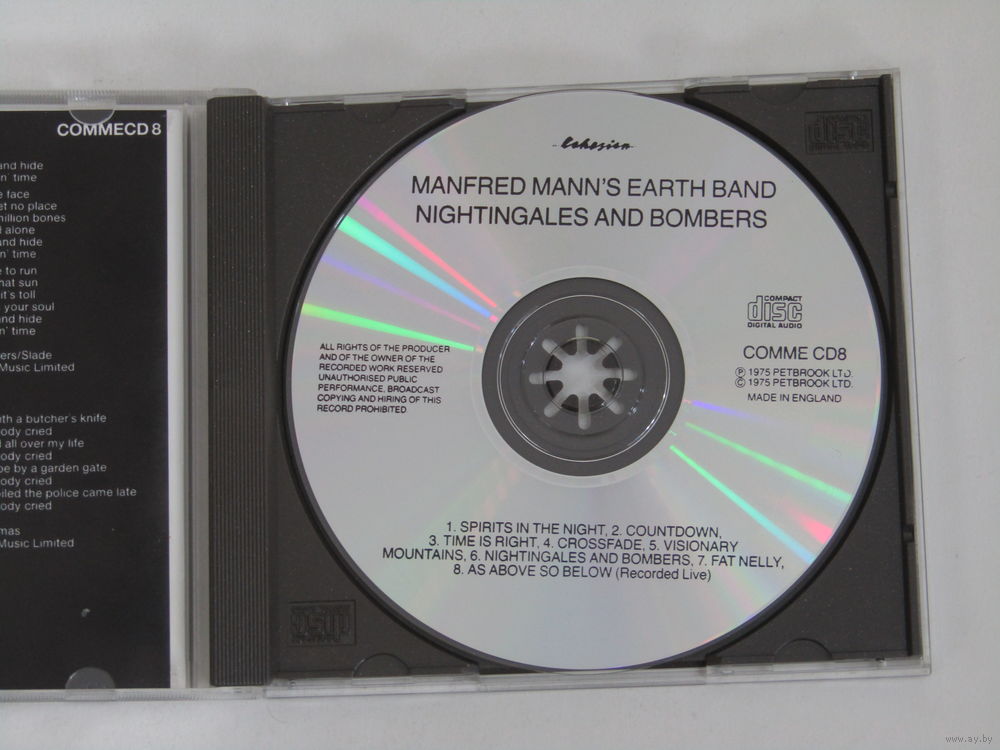 COMMECD 8
and hide
n' time
e face
et no place
million bones
alone
and hide
n' time
e to run
hat sun
it's toll
your soul
and hide
n' time
ers/Slade
Music Limited
th a butcher's knife
ody cried
all over my life
ody cried
pe by a garden gate
ody cried
oiled the police came late
ody cried
mas
Music Limited
- Cohesion -
MANFRED MANN'S EARTH BAND
NIGHTINGALES AND BOMBERS
COMPACT
disc
DIGITAL AUDIO
ALL RIGHTS OF THE PRODUCER
AND OF THE OWNER OF THE
RECORDED WORK RESERVED
UNAUTHORISED PUBLIC
PERFORMANCE, BROADCAST
COPYING AND HIRING OF THIS
RECORD PROHIBITED
COMME CD8
Ⓟ 1975 PETBROOK LTD.
© 1975 PETBROOK LTD.
MADE IN ENGLAND
1. SPIRITS IN THE NIGHT, 2. COUNTDOWN,
3. TIME IS RIGHT, 4. CROSSFADE, 5. VISIONARY
MOUNTAINS, 6. NIGHTINGALES AND BOMBERS, 7. FAT NELLY,
8. AS ABOVE SO BELOW (Recorded Live)
disc
disc
www.ay.by